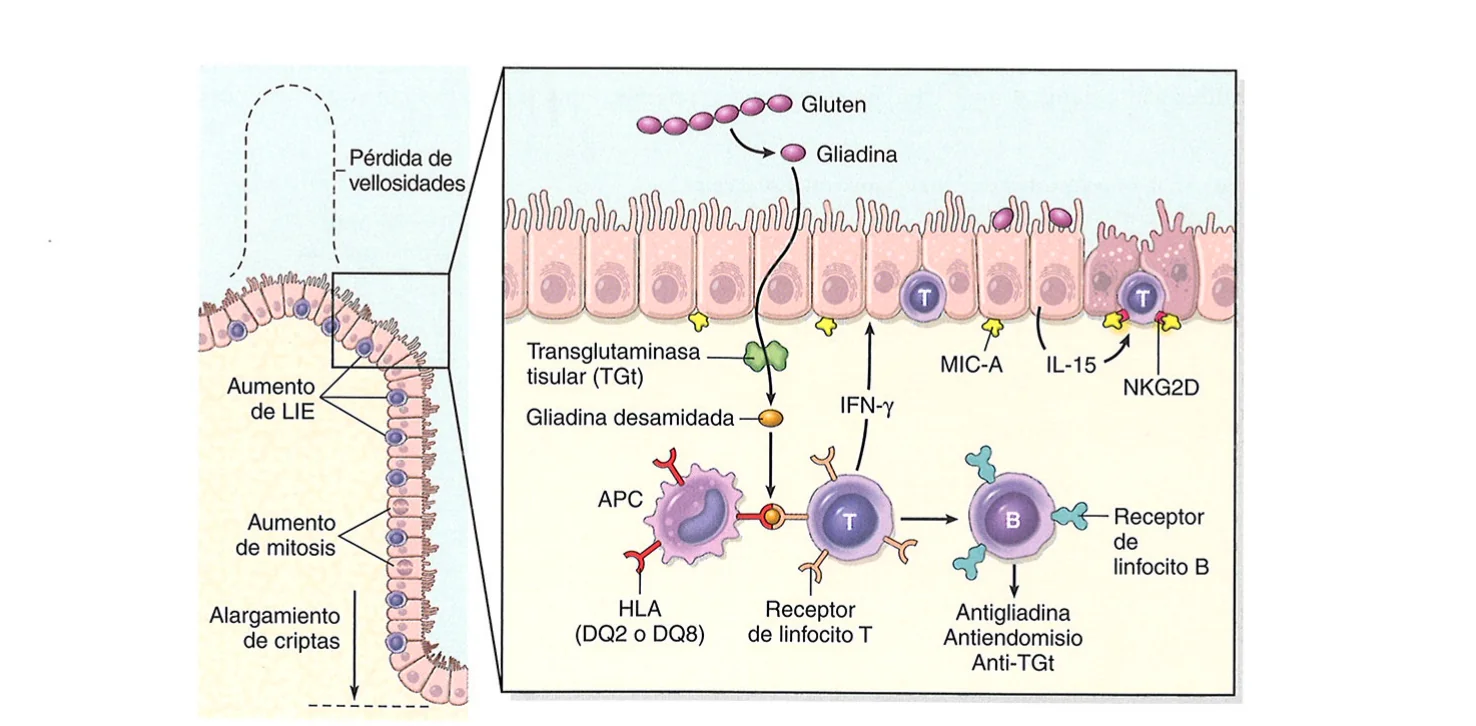 Pérdida de
vellosidades
Aumento
de LIE
Aumento
de mitosis
Alargamiento
de criptas
Gluten
Gliadina
T
T
Transglutaminasa
tisular (TGt)
MIC-A
IL-15
NKG2D
Gliadina desamidada
IFN-γ
APC
T
B
Receptor
de
linfocito B
HLA
(DQ2 o DQ8)
Receptor
de linfocito T
Antigliadina
Antiendomisio
Anti-TGt